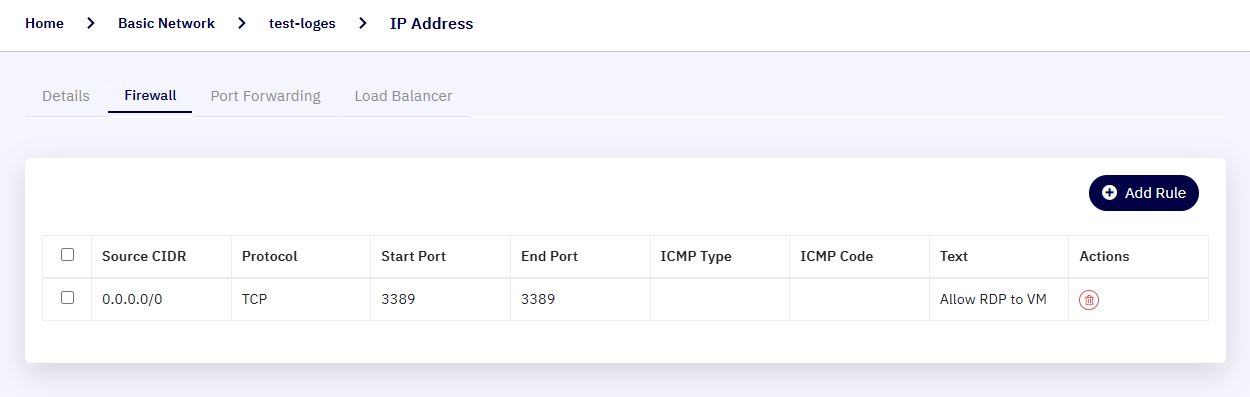 Home > Basic Network > test-loges > IP Address
Details Firewall Port Forwarding Load Balancer
Add Rule
Source CIDR Protocol Start Port End Port ICMP Type ICMP Code Text Actions
0.0.0.0/0 TCP 3389 3389 Allow RDP to VM